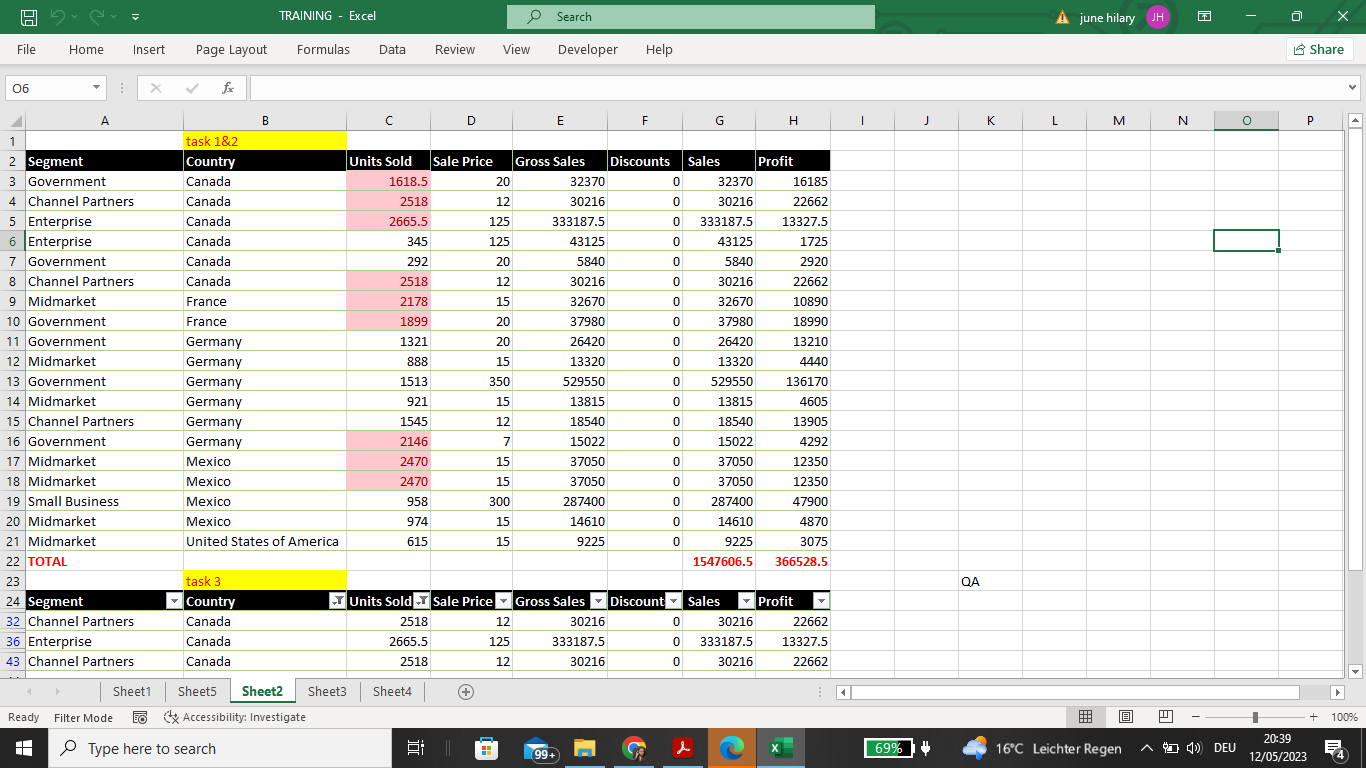 TRAINING - Excel
Search
june hilary JH
File Home Insert Page Layout Formulas Data Review View Developer Help Share
O6 fx
A B C D E F G H I J K L M N O P
1 task 1&2
2 Segment Country Units Sold Sale Price Gross Sales Discounts Sales Profit
3 Government Canada 1618.5 20 32370 0 32370 16185
4 Channel Partners Canada 2518 12 30216 0 30216 22662
5 Enterprise Canada 2665.5 125 333187.5 0 333187.5 13327.5
6 Enterprise Canada 345 125 43125 0 43125 1725
7 Government Canada 292 20 5840 0 5840 2920
8 Channel Partners Canada 2518 12 30216 0 30216 22662
9 Midmarket France 2178 15 32670 0 32670 10890
10 Government France 1899 20 37980 0 37980 18990
11 Government Germany 1321 20 26420 0 26420 13210
12 Midmarket Germany 888 15 13320 0 13320 4440
13 Government Germany 1513 350 529550 0 529550 136170
14 Midmarket Germany 921 15 13815 0 13815 4605
15 Channel Partners Germany 1545 12 18540 0 18540 13905
16 Government Germany 2146 7 15022 0 15022 4292
17 Midmarket Mexico 2470 15 37050 0 37050 12350
18 Midmarket Mexico 2470 15 37050 0 37050 12350
19 Small Business Mexico 958 300 287400 0 287400 47900
20 Midmarket Mexico 974 15 14610 0 14610 4870
21 Midmarket United States of America 615 15 9225 0 9225 3075
22 TOTAL 1547606.5 366528.5
23 task 3 QA
24 Segment Country Units Sold Sale Price Gross Sales Discount Sales Profit
32 Channel Partners Canada 2518 12 30216 0 30216 22662
36 Enterprise Canada 2665.5 125 333187.5 0 333187.5 13327.5
43 Channel Partners Canada 2518 12 30216 0 30216 22662
Sheet1 Sheet5 Sheet2 Sheet3 Sheet4
Ready Filter Mode Accessibility: Investigate 100%
Type here to search 99+ 69% 16°C Leichter Regen DEU 20:39
12/05/2023 4